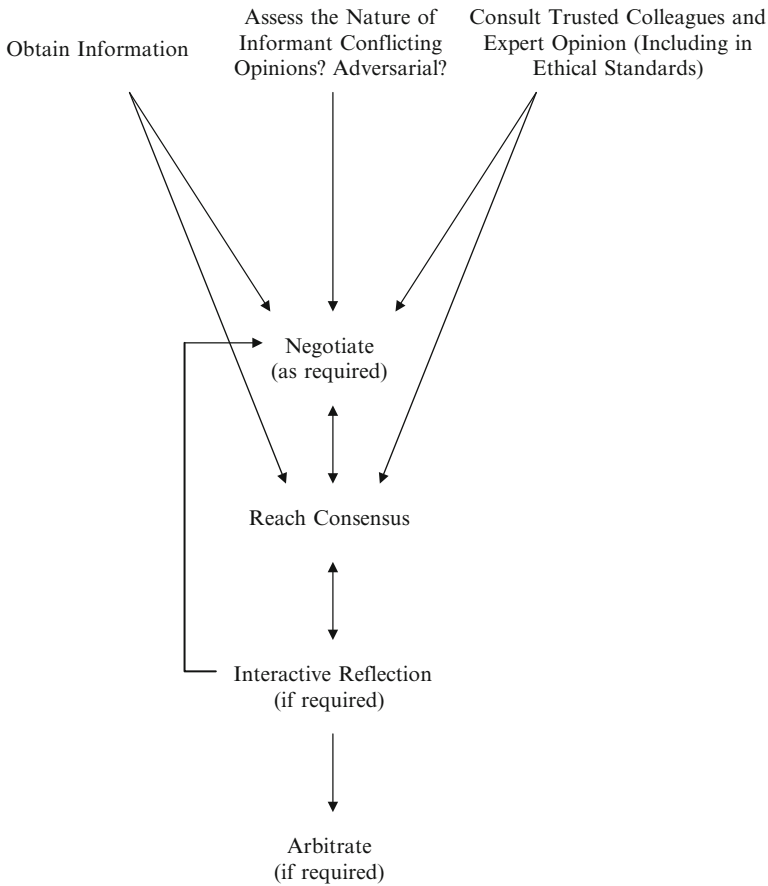 Obtain Information
Assess the Nature of
Informant Conflicting
Opinions? Adversarial?
Consult Trusted Colleagues and
Expert Opinion (Including in
Ethical Standards)
Negotiate
(as required)
Reach Consensus
Interactive Reflection
(if required)
Arbitrate
(if required)